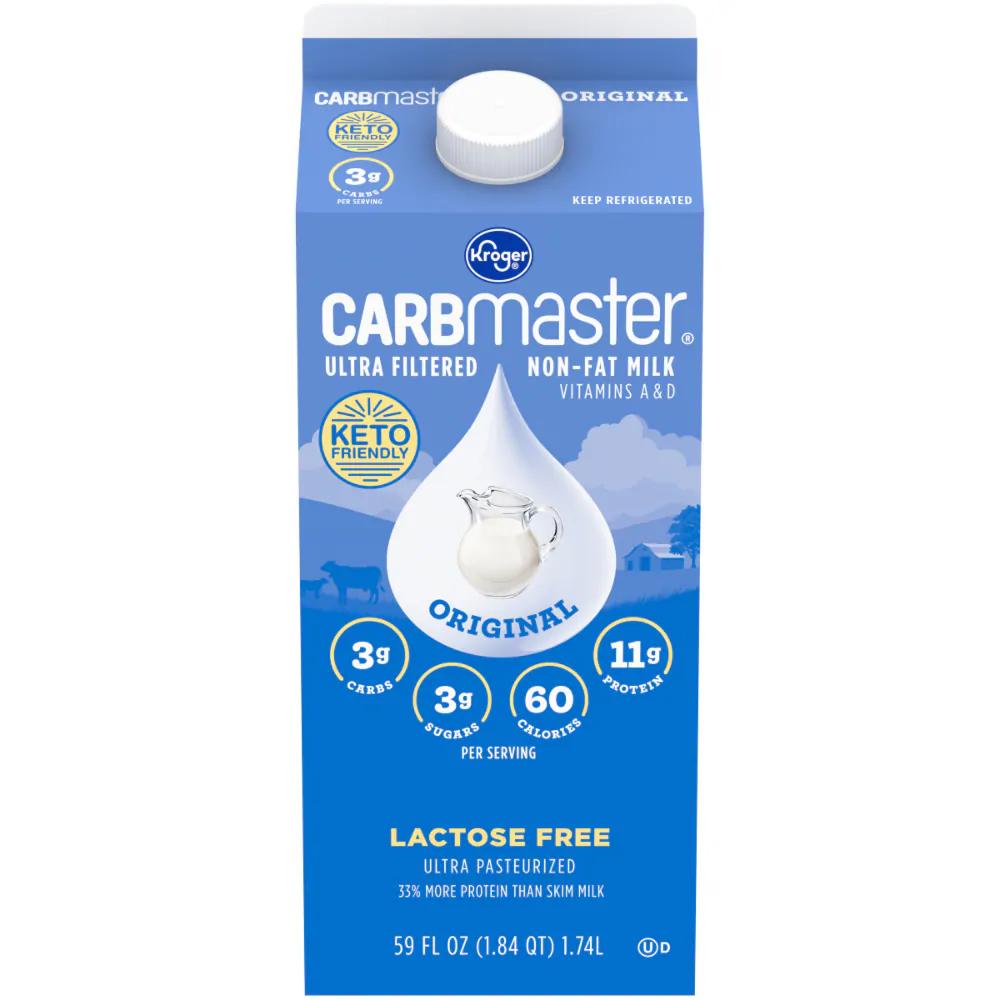 CARBmast ORIGINAL
KETO
FRIENDLY
3g
CARBS
PER SERVING
KEEP REFRIGERATED
Kroger®
CARBmaster®
ULTRA FILTERED NON-FAT MILK
VITAMINS A & D
KETO
FRIENDLY
ORIGINAL
3g
CARBS
3g
SUGARS
60
CALORIES
11g
PROTEIN
PER SERVING
LACTOSE FREE
ULTRA PASTEURIZED
33% MORE PROTEIN THAN SKIM MILK
59 FL OZ (1.84 QT) 1.74L
U D